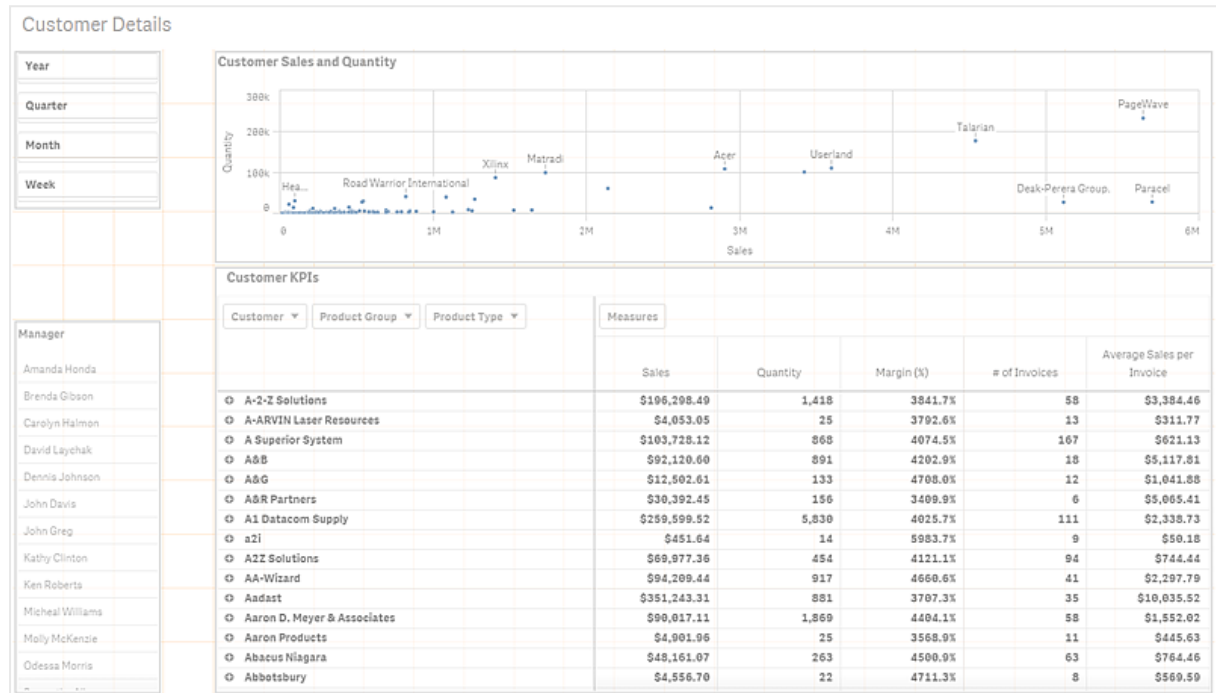 Customer Details
Year
Quarter
Month
Week
Customer Sales and Quantity
300k
200k
100k
0
Quantity
PageWave
Talarian
Userland
Acer
Matradi
Xilinx
Road Warrior International
Hea...
Deak-Perera Group.
Paracel
0 1M 2M 3M 4M 5M 6M
Sales
Manager
Amanda Honda
Brenda Gibson
Carolyn Halmon
David Laychak
Dennis Johnson
John Davis
John Greg
Kathy Clinton
Ken Roberts
Micheal Williams
Molly McKenzie
Odessa Morris
Customer KPIs
Customer Product Group Product Type Measures
Sales Quantity Margin (%) # of Invoices Average Sales per Invoice
A-2-Z Solutions $196,298.49 1,418 3841.7% 58 $3,384.46
A-ARVIN Laser Resources $4,053.05 25 3792.6% 13 $311.77
A Superior System $103,728.12 868 4074.5% 167 $621.13
A&B $92,120.60 891 4202.9% 18 $5,117.81
A&G $12,502.61 133 4708.0% 12 $1,041.88
A&R Partners $30,392.45 156 3409.9% 6 $5,065.41
A1 Datacom Supply $259,599.52 5,830 4025.7% 111 $2,338.73
a2i $451.64 14 5983.7% 9 $50.18
A2Z Solutions $69,977.36 454 4121.1% 94 $744.44
AA-Wizard $94,209.44 917 4660.6% 41 $2,297.79
Aadast $351,243.31 881 3707.3% 35 $10,035.52
Aaron D. Meyer & Associates $90,017.11 1,869 4404.1% 58 $1,552.02
Aaron Products $4,901.96 25 3568.9% 11 $445.63
Abacus Niagara $48,161.07 263 4500.9% 63 $764.46
Abbotsbury $4,556.70 22 4711.3% 8 $569.59